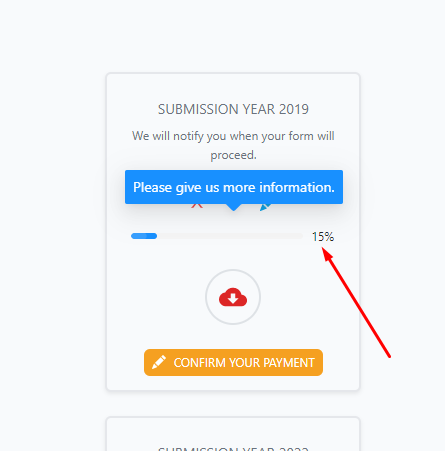 SUBMISSION YEAR 2019
We will notify you when your form will
proceed.
Please give us more information.
15%
CONFIRM YOUR PAYMENT
SUBMISSION YEAR 2022